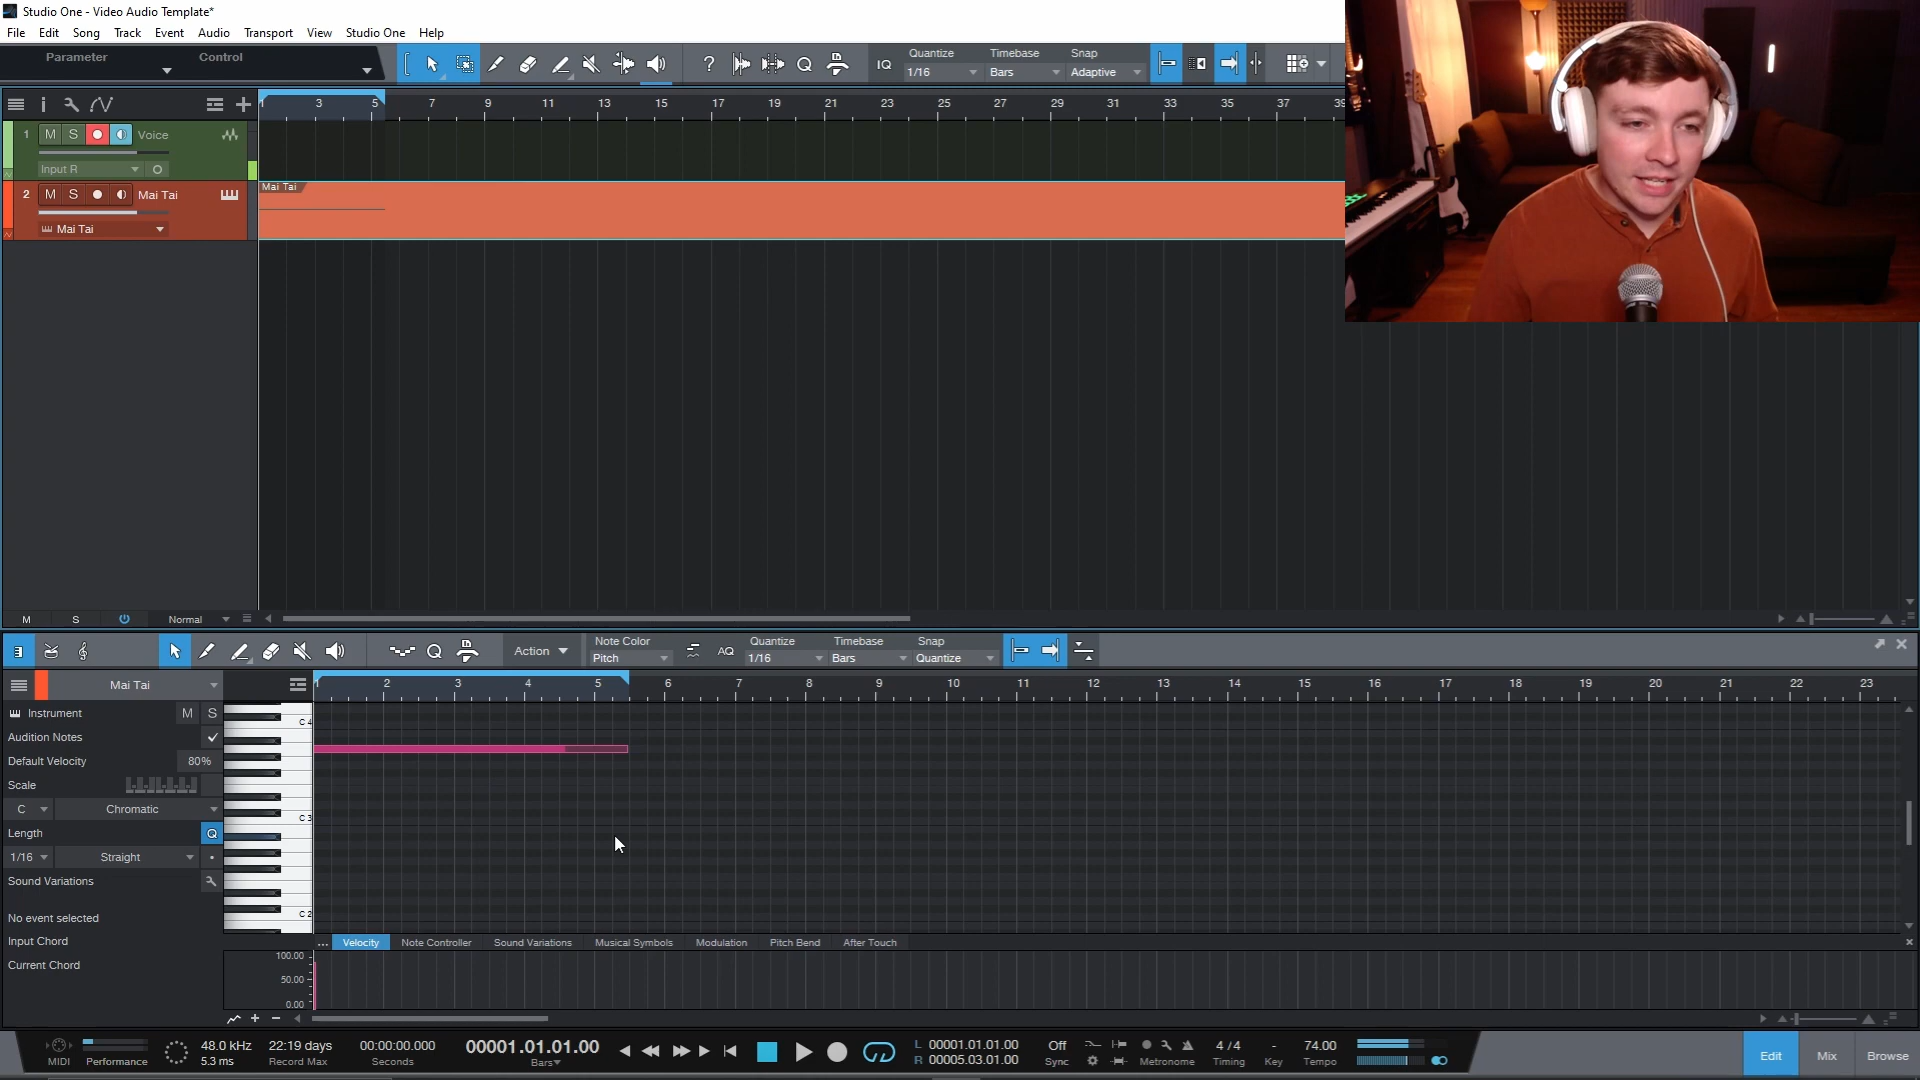 Studio One - Video Audio Template*
File Edit Song Track Event Audio Transport View Studio One Help
Parameter Control
IQ Quantize 1/16 Timebase Bars Snap Adaptive
3 5 7 9 11 13 15 17 19 21 23 25 27 29 31 33 35 37 39
1 M S Voice
Input R
2 M S Mai Tai
Mai Tai
Mai Tai
M S Normal
Action Note Color Pitch AQ Quantize 1/16 Timebase Bars Snap Quantize
Mai Tai
1 2 3 4 5 6 7 8 9 10 11 12 13 14 15 16 17 18 19 20 21 22 23
Instrument M S
Audition Notes
Default Velocity 80%
Scale
C Chromatic
Length Q
1/16 Straight
Sound Variations
No event selected
Input Chord
Current Chord
C 4
C 3
C 2
... Velocity Note Controller Sound Variations Musical Symbols Modulation Pitch Bend After Touch
100.00
50.00
0.00
MIDI Performance 48.0 kHz 5.3 ms 22:19 days Record Max 00:00:00.000 Seconds 00001.01.01.00 Bars
L 00001.01.01.00
R 00005.03.01.00
Off Sync Metronome 4 / 4 Timing - Key 74.00 Tempo
Edit Mix Browse